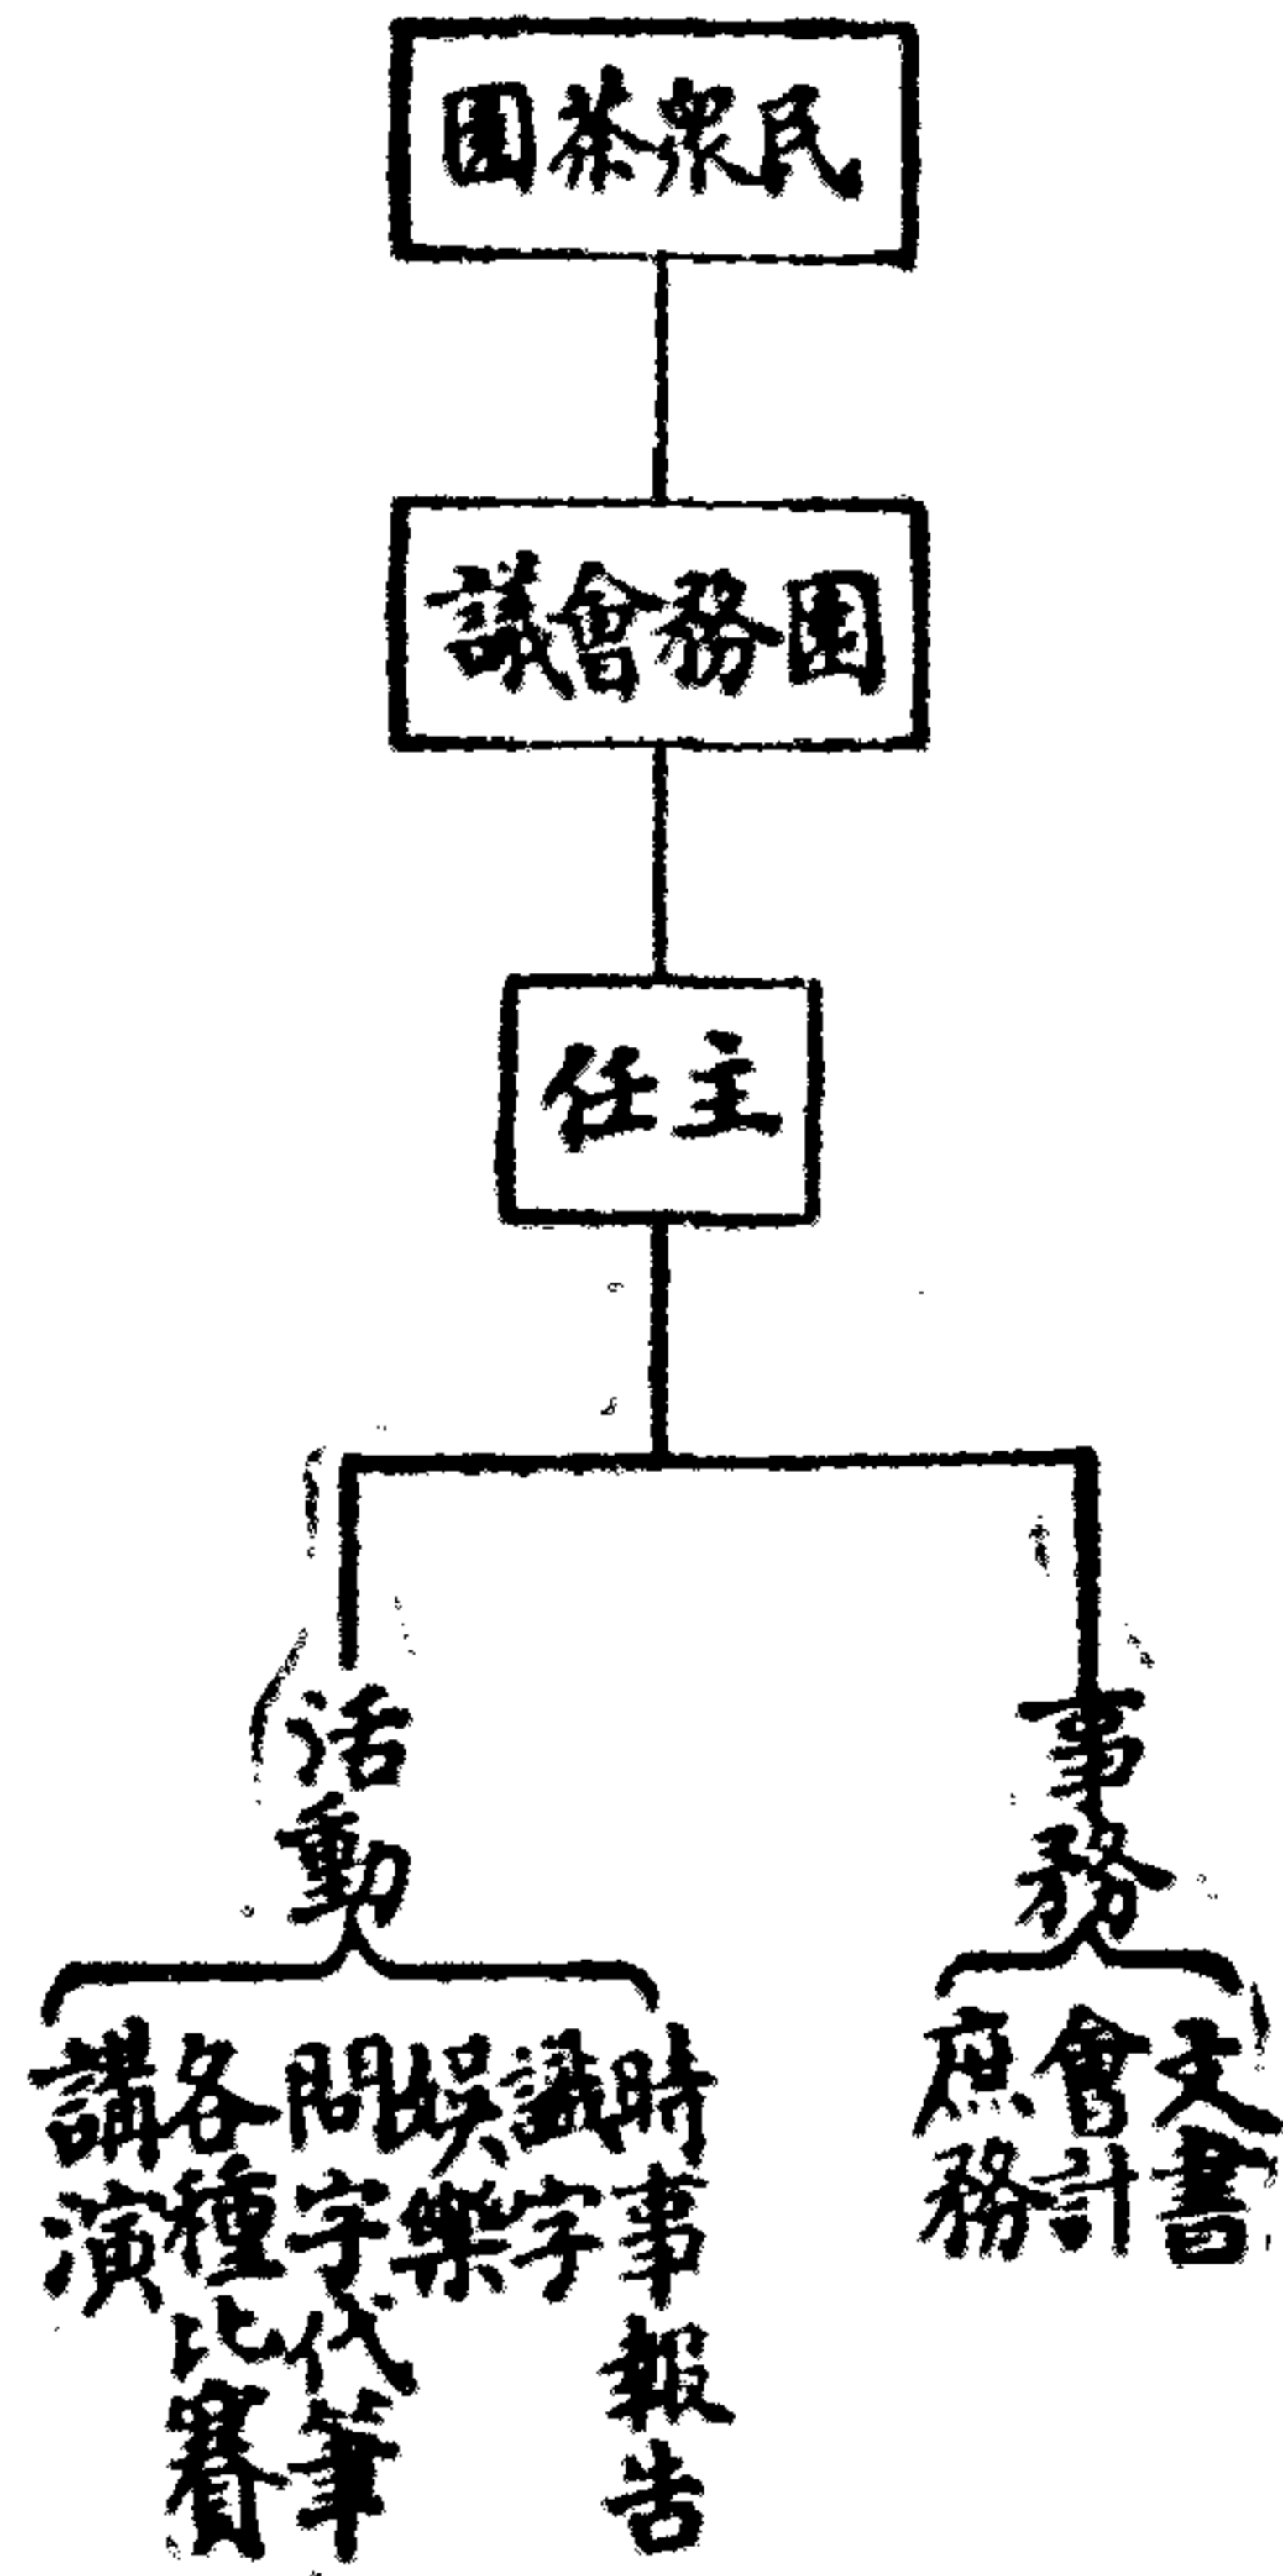 民眾茶園
園務會議
主任
事務
文書
會計
庶務
活動
時事報告
識字
娛樂
問字代筆
各種比賽
講演